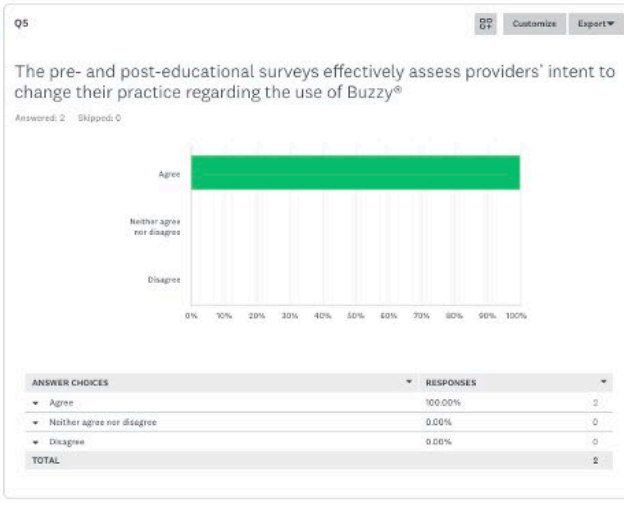 Q5
Customize Export▼
The pre- and post-educational surveys effectively assess providers' intent to
change their practice regarding the use of Buzzy®
Answered: 2 Skipped: 0
Agree
Neither agree
nor disagree
Disagree
0% 10% 20% 30% 40% 50% 60% 70% 80% 90% 100%
ANSWER CHOICES RESPONSES
Agree 100.00% 2
Neither agree nor disagree 0.00% 0
Disagree 0.00% 0
TOTAL 2